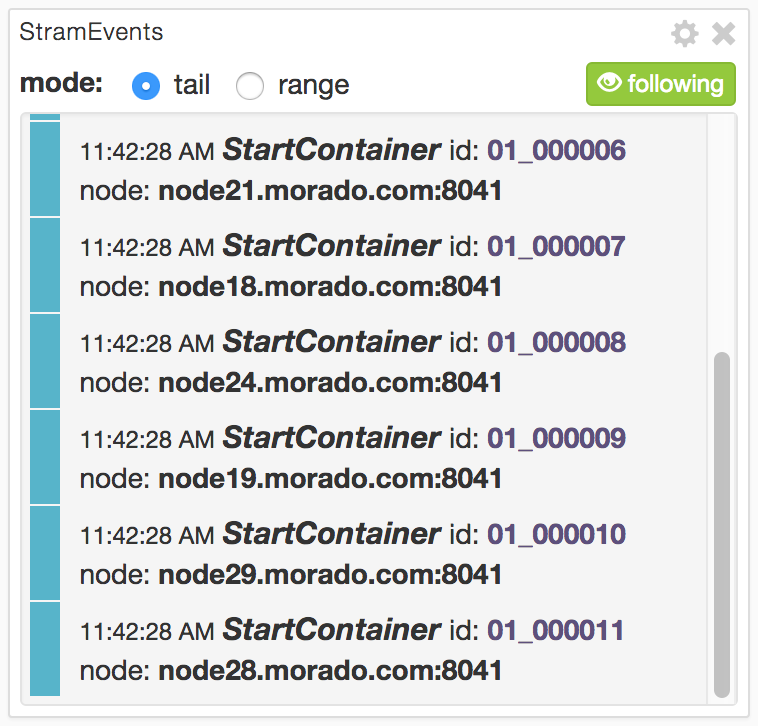 StramEvents
mode: tail range following
11:42:28 AM StartContainer id: 01_000006
node: node21.morado.com:8041
11:42:28 AM StartContainer id: 01_000007
node: node18.morado.com:8041
11:42:28 AM StartContainer id: 01_000008
node: node24.morado.com:8041
11:42:28 AM StartContainer id: 01_000009
node: node19.morado.com:8041
11:42:28 AM StartContainer id: 01_000010
node: node29.morado.com:8041
11:42:28 AM StartContainer id: 01_000011
node: node28.morado.com:8041